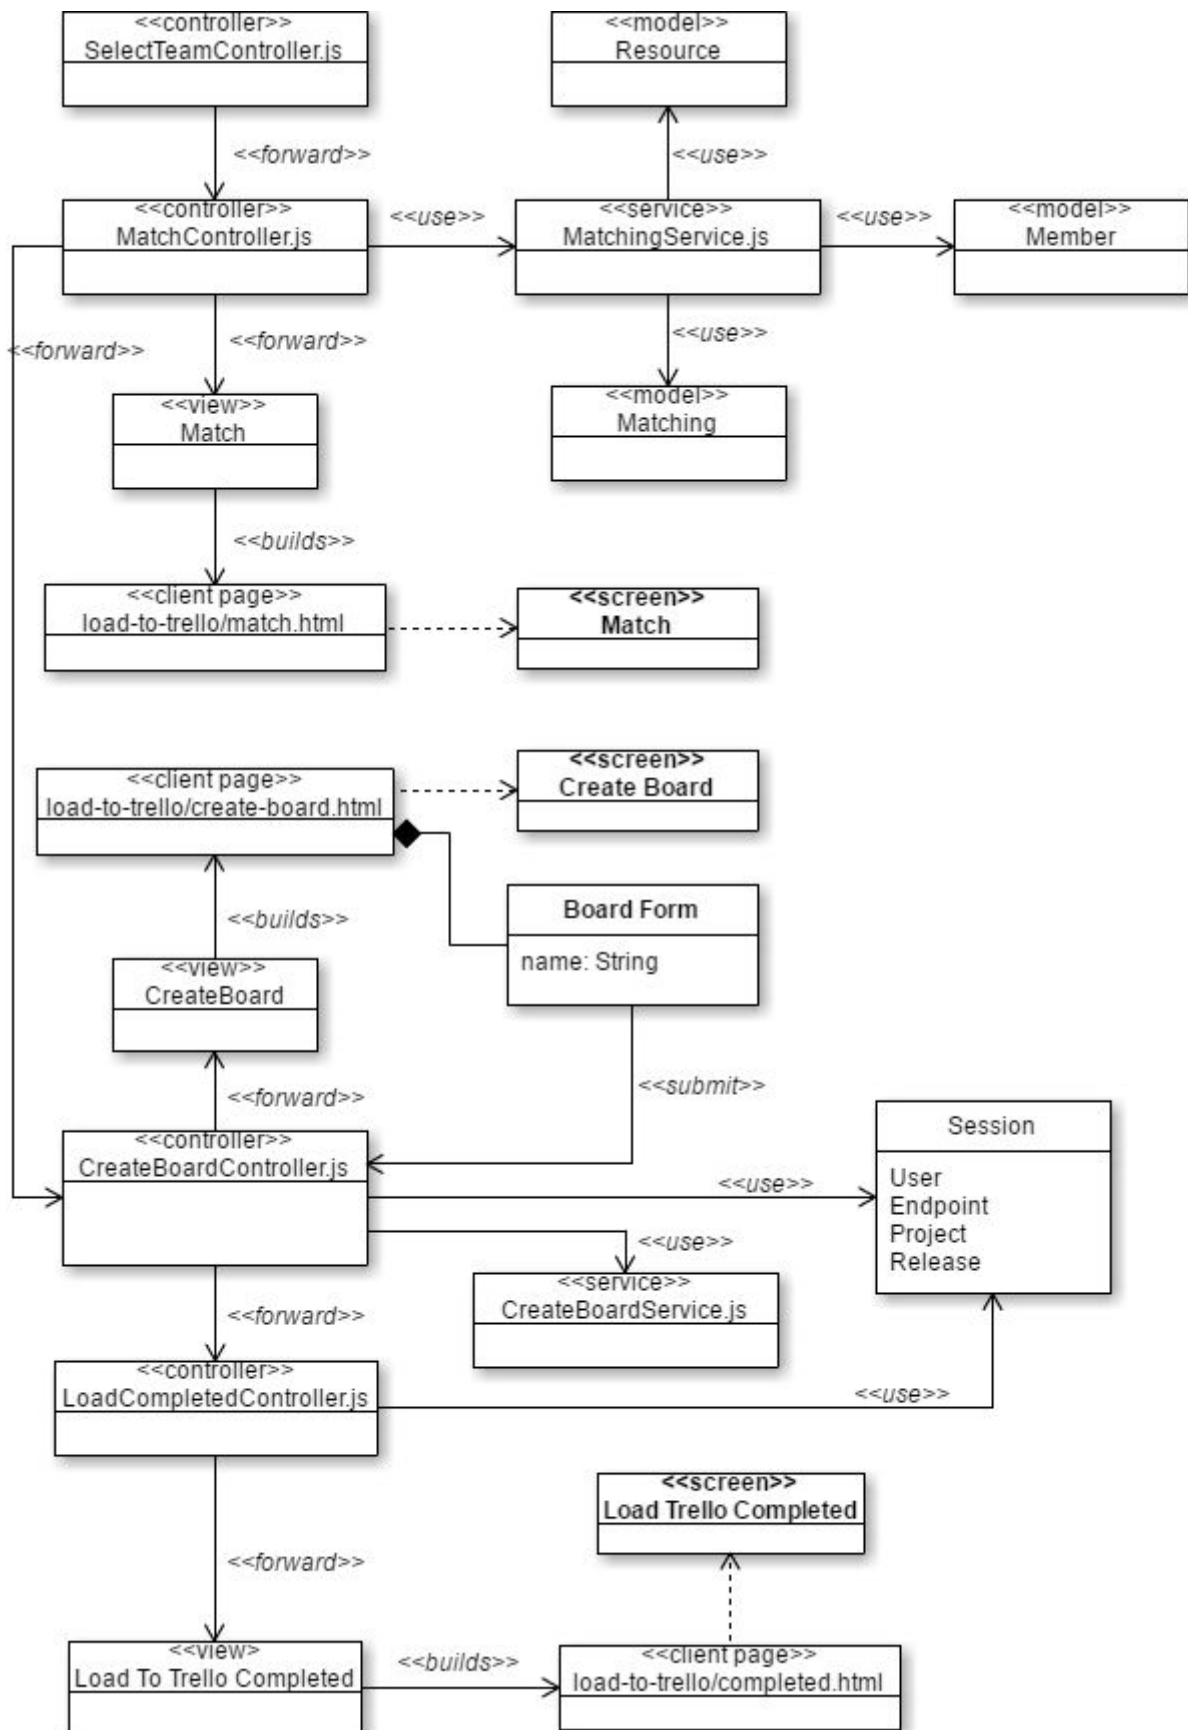 <<controller>>
SelectTeamController.js
<<model>>
Resource
<<forward>>
<<use>>
<<controller>>
MatchController.js
<<use>>
<<service>>
MatchingService.js
<<use>>
<<model>>
Member
<<forward>>
<<forward>>
<<use>>
<<view>>
Match
<<model>>
Matching
<<builds>>
<<client page>>
load-to-trello/match.html
<<screen>>
Match
<<client page>>
load-to-trello/create-board.html
<<screen>>
Create Board
<<builds>>
Board Form
name: String
<<view>>
CreateBoard
<<forward>>
<<submit>>
<<controller>>
CreateBoardController.js
<<use>>
Session
User
Endpoint
Project
Release
<<use>>
<<service>>
CreateBoardService.js
<<forward>>
<<controller>>
LoadCompletedController.js
<<use>>
<<screen>>
Load Trello Completed
<<forward>>
<<view>
Load To Trello Completed
<<builds>>
<<client page>>
load-to-trello/completed.html